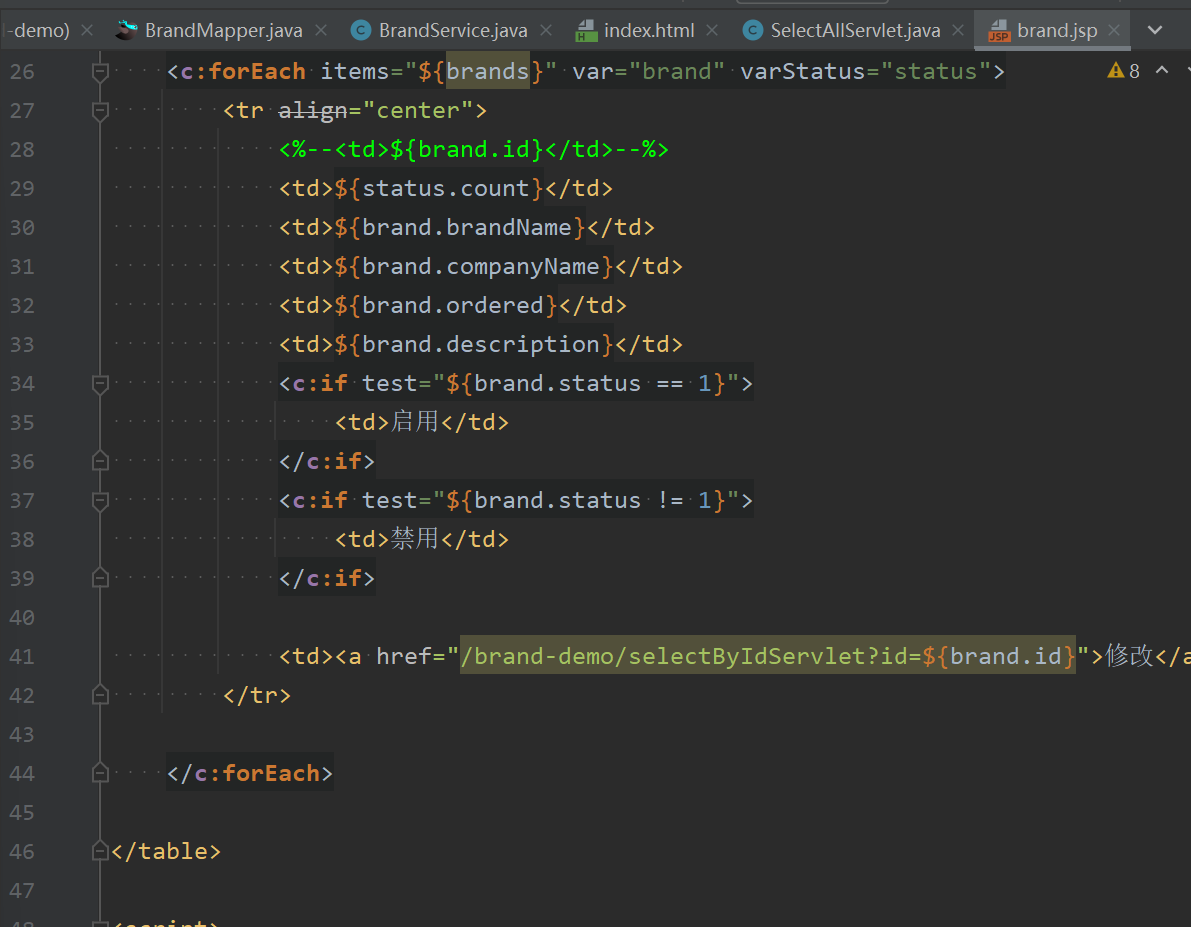 -demo) BrandMapper.java BrandService.java index.html SelectAllServlet.java brand.jsp
26 <c:forEach items="${brands}" var="brand" varStatus="status"> 8
27 <tr align="center">
28 <%--<td>${brand.id}</td>--%>
29 <td>${status.count}</td>
30 <td>${brand.brandName}</td>
31 <td>${brand.companyName}</td>
32 <td>${brand.ordered}</td>
33 <td>${brand.description}</td>
34 <c:if test="${brand.status == 1}">
35 <td>启用</td>
36 </c:if>
37 <c:if test="${brand.status != 1}">
38 <td>禁用</td>
39 </c:if>
40
41 <td><a href="/brand-demo/selectByIdServlet?id=${brand.id}">修改</a
42 </tr>
43
44 </c:forEach>
45
46 </table>
47
48 <script>